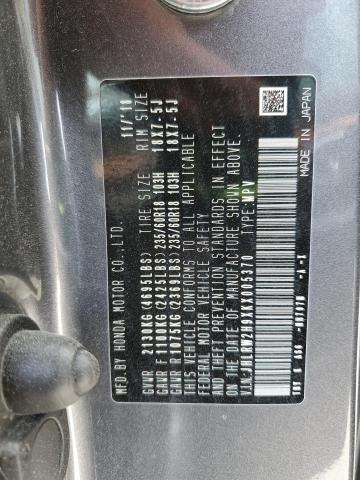 MFD. BY HONDA MOTOR CO., LTD. 11/'18
GVWR 2130KG (4695LBS) TIRE SIZE RIM SIZE
GAWR F 1100KG (2425LBS) 235/60R18 103H 18X7.5J
GAWR R 1075KG (2369LBS) 235/60R18 103H 18X7.5J
THIS VEHICLE CONFORMS TO ALL APPLICABLE
FEDERAL MOTOR VEHICLE SAFETY
AND THEFT PREVENTION STANDARDS IN EFFECT
ON THE DATE OF MANUFACTURE SHOWN ABOVE.
V.I.N. TYPE:MPV
MADE IN JAPAN